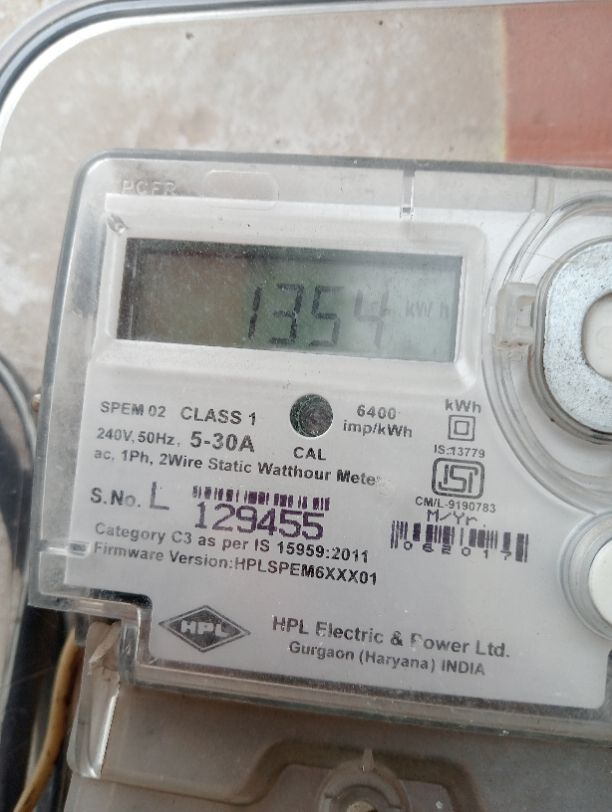 1354 kWh
SPEM 02 CLASS 1
6400 imp/kWh
kWh
240V, 50Hz, 5-30A
CAL
IS:13779
ac, 1Ph, 2Wire Static Watthour Meter
ISI
CM/L-9190783
S.No. L 129455
M/Yr.
062017
Category C3 as per IS 15959:2011
Firmware Version:HPLSPEM6XXX01
HPL
HPL Electric & Power Ltd.
Gurgaon (Haryana) INDIA